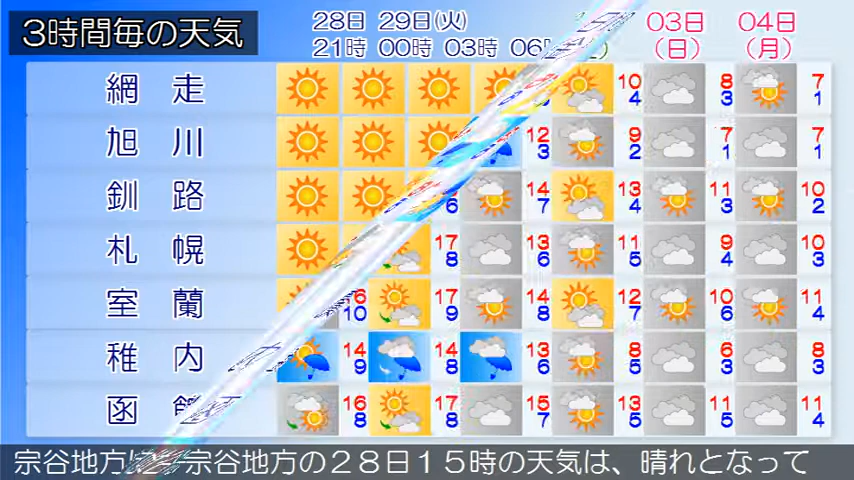 3時間毎の天気
28日 29日(火) 03日 04日
21時 00時 03時 06 (日) (月)
網走 10 4 8 3 7 1
旭川 12 3 9 2 7 1 7 1
釧路 6 14 7 13 4 11 3 10 2
札幌 17 8 13 6 11 5 9 4 10 3
室蘭 6 10 17 9 14 8 12 7 10 6 11 4
稚内 14 9 14 8 13 6 8 5 6 3 8 3
函 16 8 17 8 15 7 13 5 11 5 11 4
宗谷地方 宗谷地方の28日15時の天気は、晴れとなって